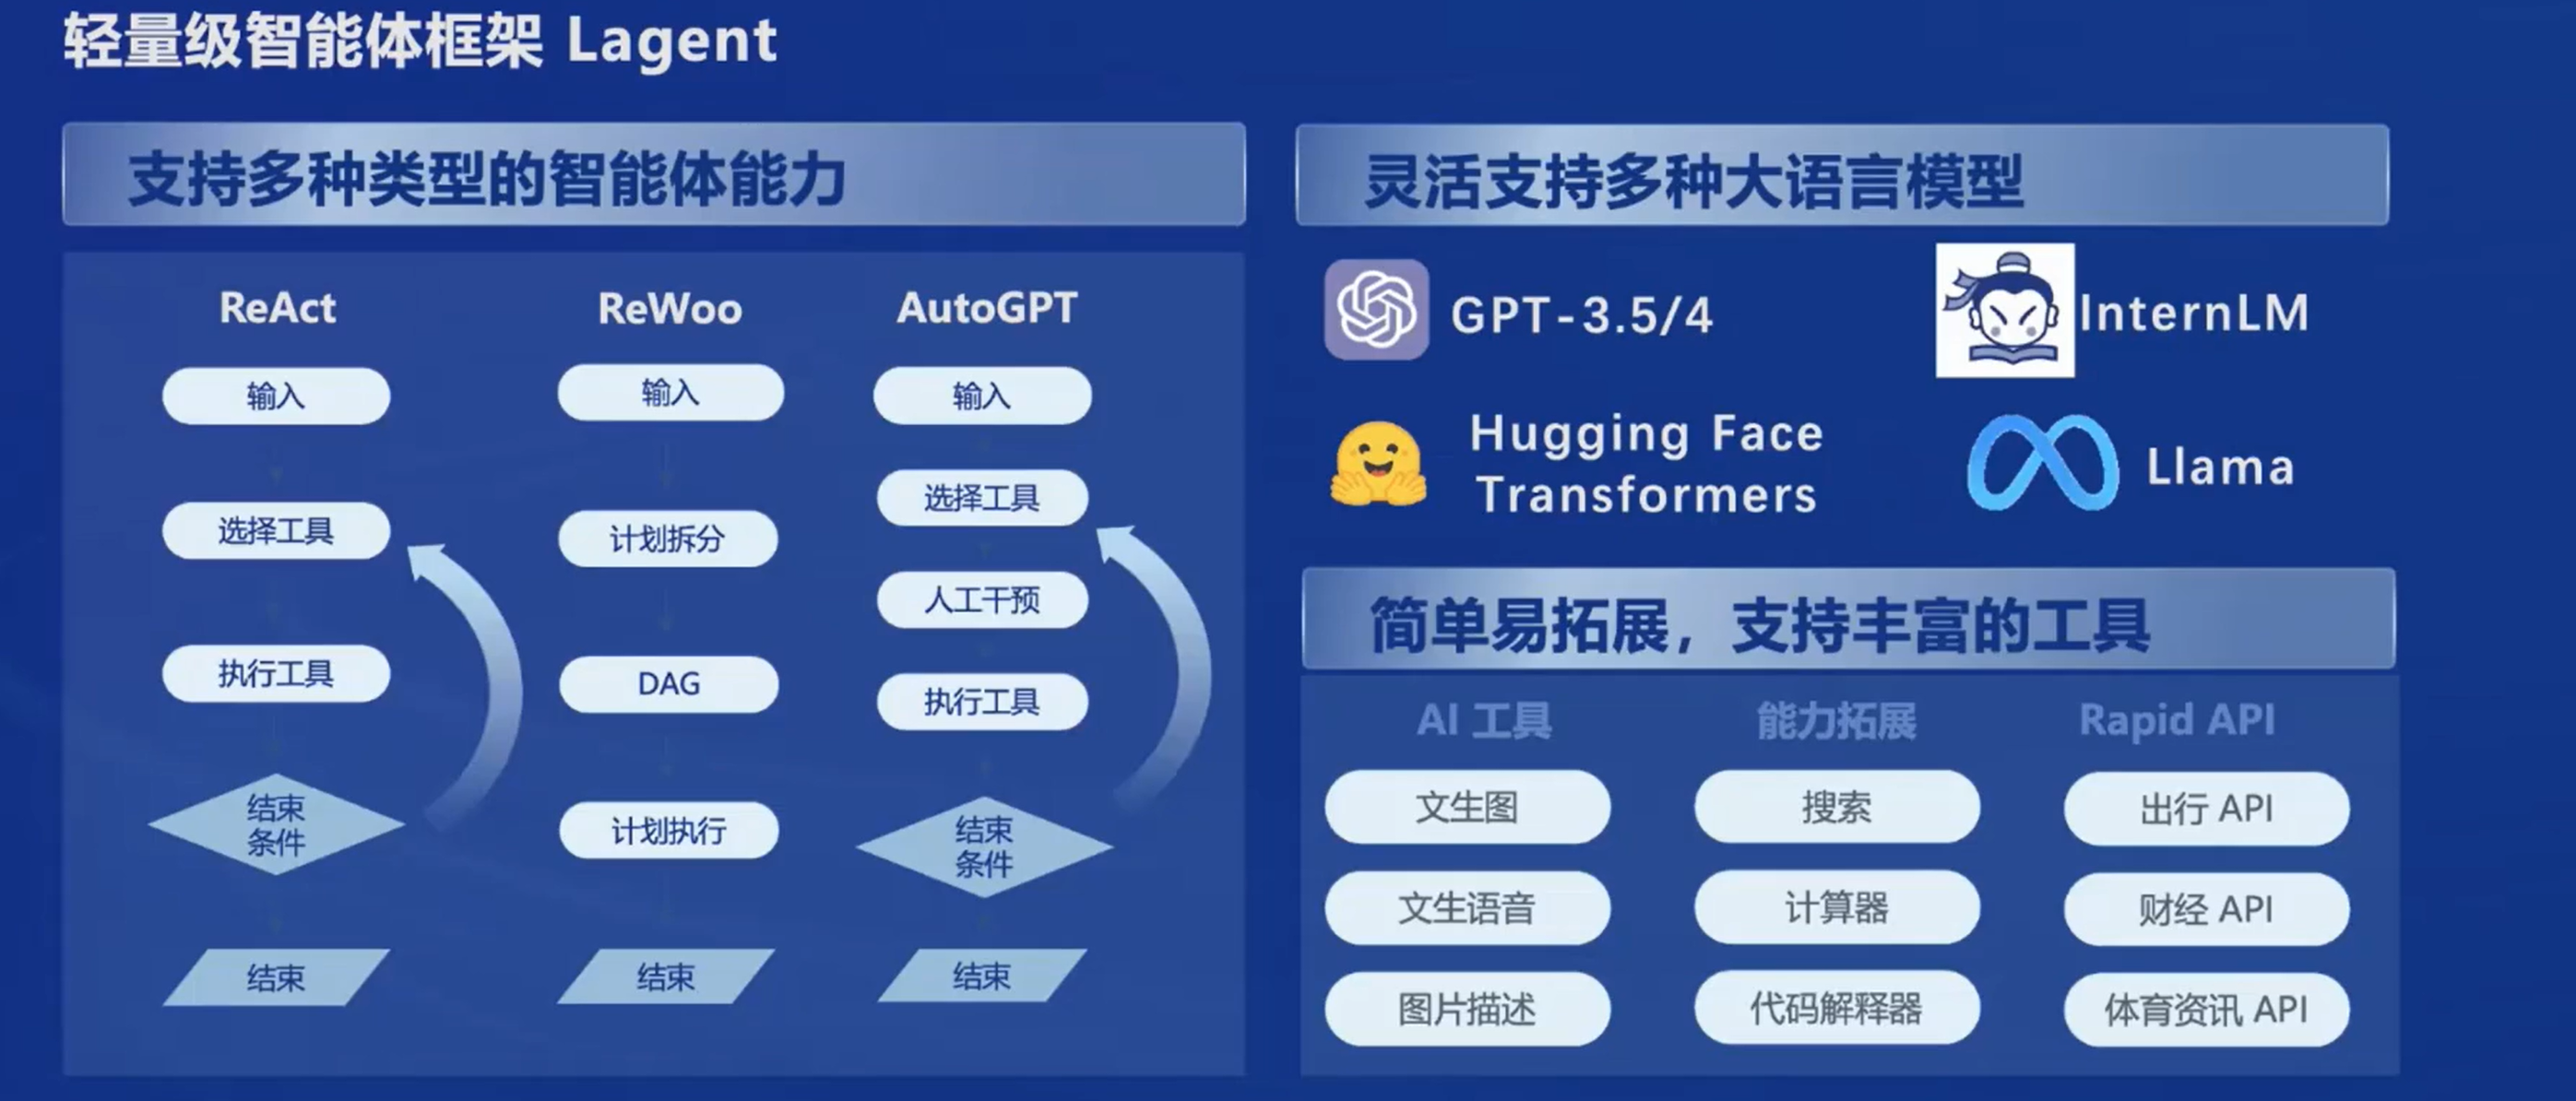 轻量级智能体框架 Lagent
支持多种类型的智能体能力
ReAct
输入
选择工具
执行工具
结束
条件
结束
ReWoo
输入
计划拆分
DAG
计划执行
结束
AutoGPT
输入
选择工具
人工干预
执行工具
结束
条件
结束
灵活支持多种大语言模型
GPT-3.5/4
InternLM
Hugging Face
Transformers
Llama
简单易拓展，支持丰富的工具
AI 工具
文生图
文生语音
图片描述
能力拓展
搜索
计算器
代码解释器
Rapid API
出行 API
财经 API
体育资讯 API